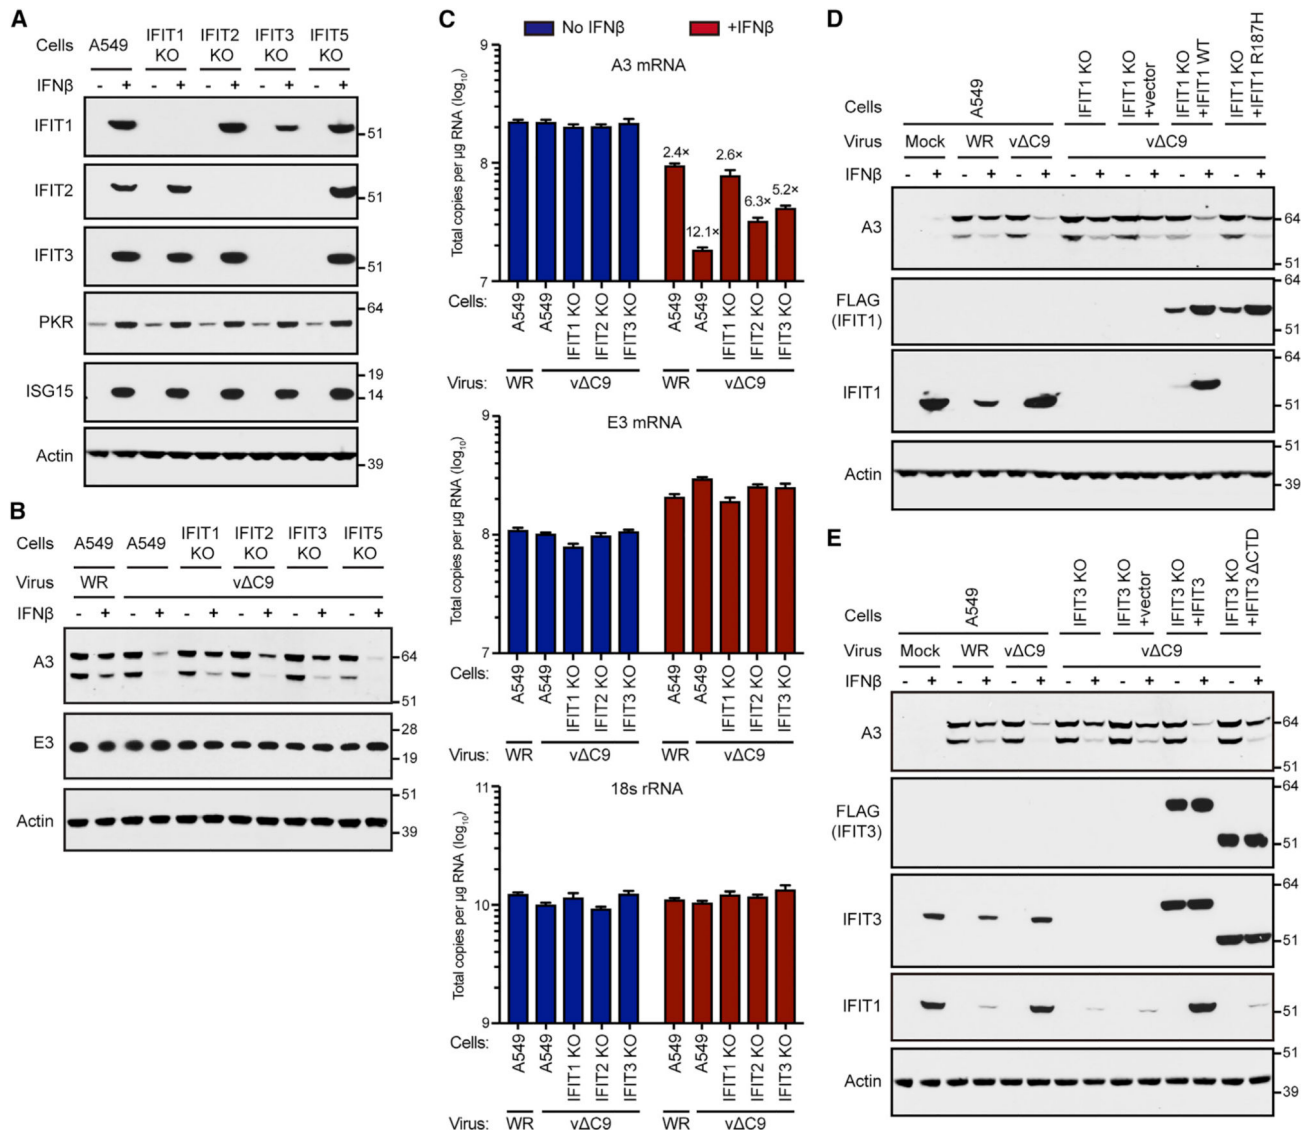 A
Cells A549 IFIT1 KO IFIT2 KO IFIT3 KO IFIT5 KO
IFNβ - + - + - + - + - +
IFIT1 51
IFIT2 51
IFIT3 51
PKR 64
ISG15 19 14
Actin 39
B
Cells A549 A549 IFIT1 KO IFIT2 KO IFIT3 KO IFIT5 KO
Virus WR vΔC9
IFNβ - + - + - + - + - + - +
A3 64 51
E3 28 19
Actin 51 39
C
No IFNβ +IFNβ
A3 mRNA
Total copies per µg RNA (log10)
9
8
7
2.4× 12.1× 2.6× 6.3× 5.2×
Cells: A549 A549 IFIT1 KO IFIT2 KO IFIT3 KO A549 A549 IFIT1 KO IFIT2 KO IFIT3 KO
Virus: WR vΔC9 WR vΔC9
E3 mRNA
Total copies per µg RNA (log10)
9
8
7
Cells: A549 A549 IFIT1 KO IFIT2 KO IFIT3 KO A549 A549 IFIT1 KO IFIT2 KO IFIT3 KO
Virus: WR vΔC9 WR vΔC9
18s rRNA
Total copies per µg RNA (log10)
11
10
9
Cells: A549 A549 IFIT1 KO IFIT2 KO IFIT3 KO A549 A549 IFIT1 KO IFIT2 KO IFIT3 KO
Virus: WR vΔC9 WR vΔC9
D
Cells A549 IFIT1 KO IFIT1 KO +vector IFIT1 KO +IFIT1 WT IFIT1 KO +IFIT1 R187H
Virus Mock WR vΔC9 vΔC9
IFNβ - + - + - + - + - + - + - +
A3 64 51
FLAG (IFIT1) 64 51
IFIT1 64 51
Actin 51 39
E
Cells A549 IFIT3 KO IFIT3 KO +vector IFIT3 KO +IFIT3 IFIT3 KO +IFIT3 ΔCTD
Virus Mock WR vΔC9 vΔC9
IFNβ - + - + - + - + - + - + - +
A3 64 51
FLAG (IFIT3) 64 51
IFIT3 64 51
IFIT1 51
Actin 51 39